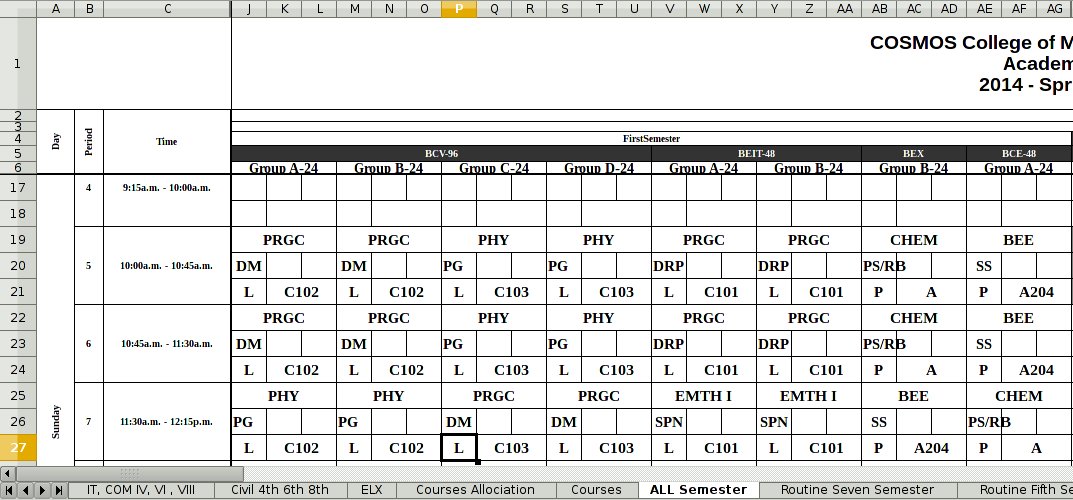 A B C J K L M N O P Q R S T U V W X Y Z AA AB AC AD AE AF AG
COSMOS College of M
1 Academ
2014 - Spr
2
3
Day Period Time
4 FirstSemester
5 BCV-96 BEIT-48 BEX BCE-48
6 Group A-24 Group B-24 Group C-24 Group D-24 Group A-24 Group B-24 Group B-24 Group A-24
17 4 9:15a.m. - 10:00a.m.
18
19 PRGC PRGC PHY PHY PRGC PRGC CHEM BEE
20 5 10:00a.m. - 10:45a.m. DM DM PG PG DRP DRP PS/RB SS
21 L C102 L C102 L C103 L C103 L C101 L C101 P A P A204
22 PRGC PRGC PHY PHY PRGC PRGC CHEM BEE
23 6 10:45a.m. - 11:30a.m. DM DM PG PG DRP DRP PS/RB SS
24 L C102 L C102 L C103 L C103 L C101 L C101 P A P A204
25 PHY PHY PRGC PRGC EMTH I EMTH I BEE CHEM
26 Sunday 7 11:30a.m. - 12:15p.m. PG PG DM DM SPN SPN SS PS/RB
27 L C102 L C102 L C103 L C103 L C101 L C101 P A204 P A
IT, COM IV, VI , VIII Civil 4th 6th 8th ELX Courses Allociation Courses ALL Semester Routine Seven Semester Routine Fifth Se